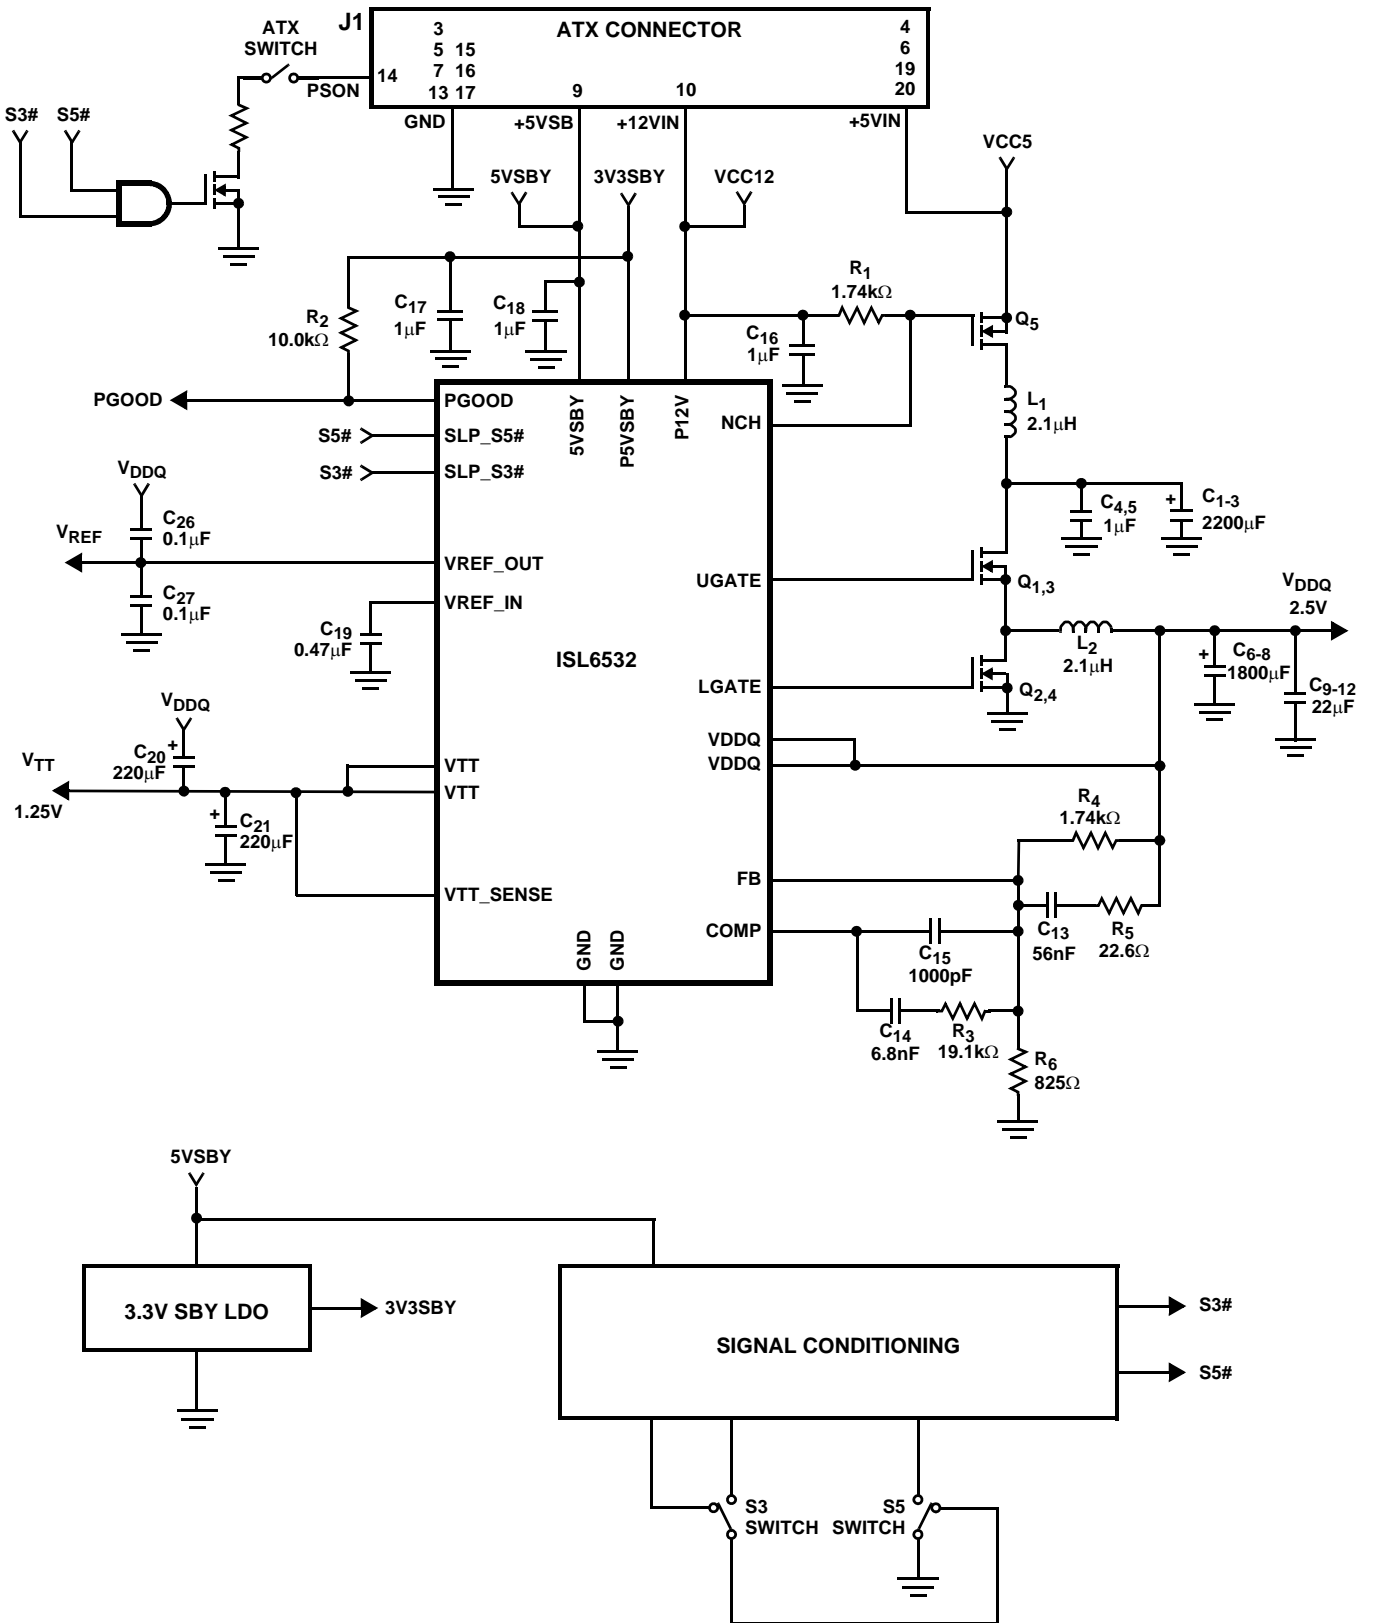 J1
ATX CONNECTOR
ATX
SWITCH
PSON
14
3
5 15
7 16
13 17
9
10
4
6
19
20
GND
+5VSB
+12VIN
+5VIN
S3#
S5#
5VSBY
3V3SBY
VCC12
VCC5
R2
10.0kΩ
C17
1μF
C18
1μF
C16
1μF
R1
1.74kΩ
Q5
L1
2.1μH
C4,5
1μF
+
C1-3
2200μF
PGOOD
S5#
S3#
PGOOD
SLP_S5#
SLP_S3#
5VSBY
P5VSBY
P12V
NCH
VDDQ
C26
0.1μF
VREF
C27
0.1μF
VREF_OUT
VREF_IN
C19
0.47μF
ISL6532
UGATE
Q1,3
LGATE
Q2,4
L2
2.1μH
VDDQ
2.5V
+
C6-8
1800μF
C9-12
22μF
VDDQ
VDDQ
VDDQ
C20
+
220μF
VTT
1.25V
+
C21
220μF
VTT
VTT
VTT_SENSE
GND
GND
FB
COMP
R4
1.74kΩ
C13
56nF
R5
22.6Ω
C15
1000pF
C14
6.8nF
R3
19.1kΩ
R6
825Ω
5VSBY
3.3V SBY LDO
3V3SBY
SIGNAL CONDITIONING
S3#
S5#
S3
SWITCH
S5
SWITCH